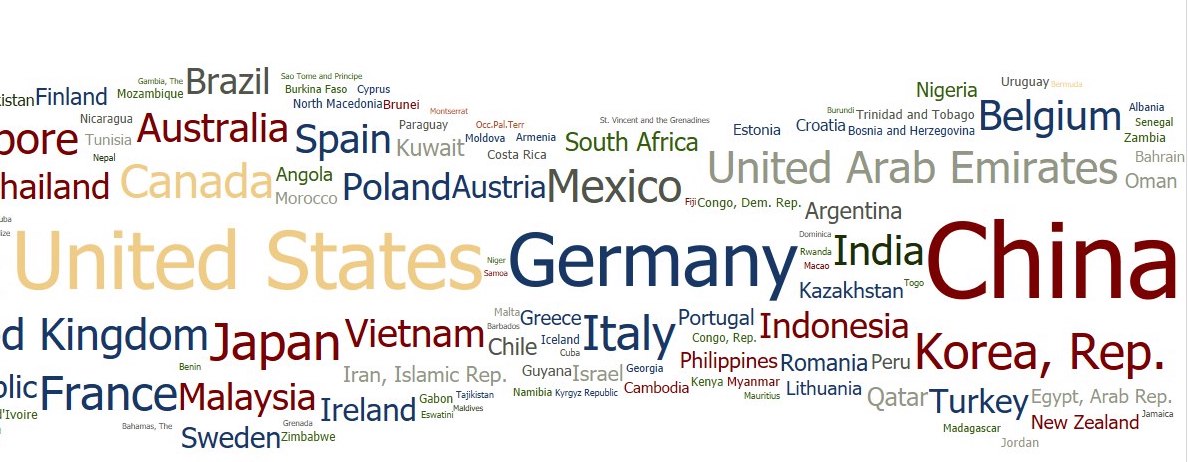 Gambia, The
Brazil
Sao Tome and Principe
Uruguay
Bermuda
istan
Finland
Mozambique
Burkina Faso
Cyprus
Nigeria
North Macedonia
Brunei
Montserrat
Burundi
Trinidad and Tobago
Belgium
Albania
Nicaragua
Australia
Spain
Paraguay
Occ.Pal.Terr
St. Vincent and the Grenadines
Estonia
Croatia
Bosnia and Herzegovina
Senegal
pore
Tunisia
Kuwait
Moldova
Armenia
South Africa
Zambia
Nepal
Costa Rica
United Arab Emirates
Bahrain
hailand
Canada
Angola
Morocco
Poland
Austria
Mexico
Fiji
Congo, Dem. Rep.
Oman
uba
ize
Argentina
United States
Niger
Samoa
Germany
Dominica
Rwanda
Macao
India
China
Kazakhstan
Togo
d Kingdom
Japan
Vietnam
Malta
Barbados
Greece
Iceland
Cuba
Chile
Italy
Portugal
Congo, Rep.
Indonesia
Benin
Iran, Islamic Rep.
Guyana
Israel
Georgia
Philippines
Romania
Peru
Korea, Rep.
blic
France
Malaysia
Ireland
Gabon
Tajikistan
Eswatini
Maldives
Namibia
Kyrgyz Republic
Cambodia
Kenya
Myanmar
Mauritius
Lithuania
Qatar
Turkey
Egypt, Arab Rep.
d'Ivoire
Bahamas, The
Grenada
Sweden
Zimbabwe
Madagascar
New Zealand
Jamaica
Jordan